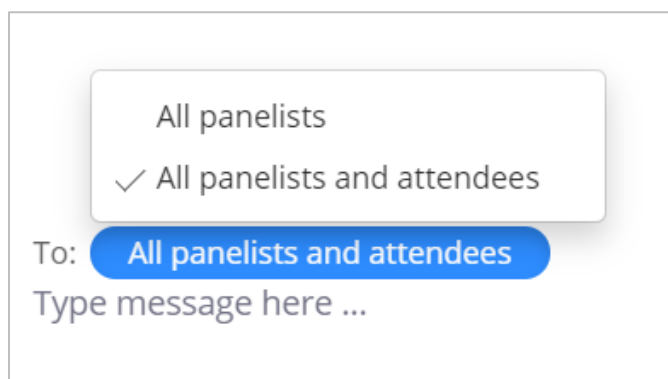 All panelists
All panelists and attendees
To: All panelists and attendees
Type message here ...